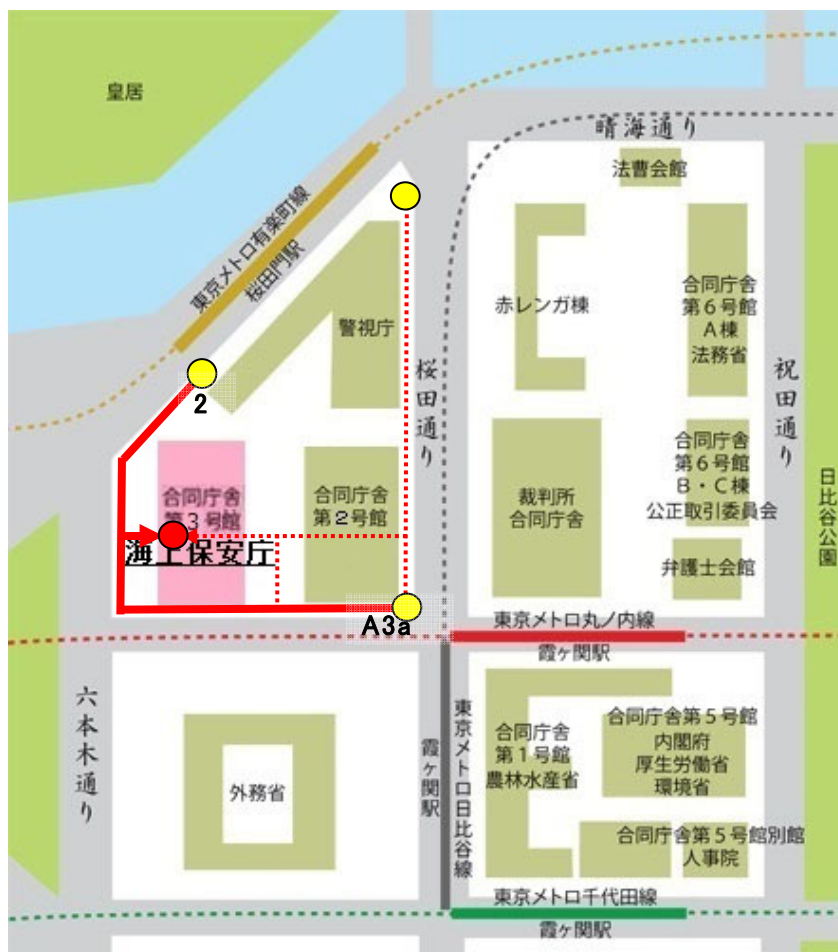 皇居
晴海通り
法曹会館
東京メトロ有楽町線
桜田門駅
赤レンガ棟
合同庁舎
第6号館
A棟
法務省
警視庁
桜田通り
祝田通り
2
合同庁舎
第3号館
海上保安庁
合同庁舎
第2号館
裁判所
合同庁舎
合同庁舎
第6号館
B・C棟
公正取引委員会
日比谷公園
弁護士会館
A3a
東京メトロ丸ノ内線
霞ヶ関駅
六本木通り
外務省
霞ヶ関駅
東京メトロ日比谷線
合同庁舎
第1号館
農林水産省
合同庁舎第5号館
内閣府
厚生労働省
環境省
合同庁舎第5号館別館
人事院
東京メトロ千代田線
霞ヶ関駅